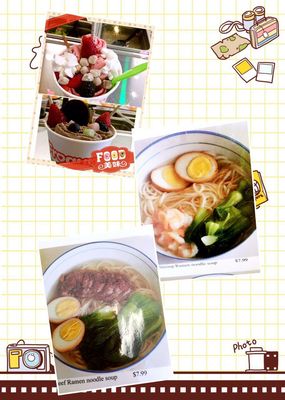 FOOD
美味
Shrimp Ramen noodle soup
$7.99
eef Ramen noodle soup
$7.99
Photo